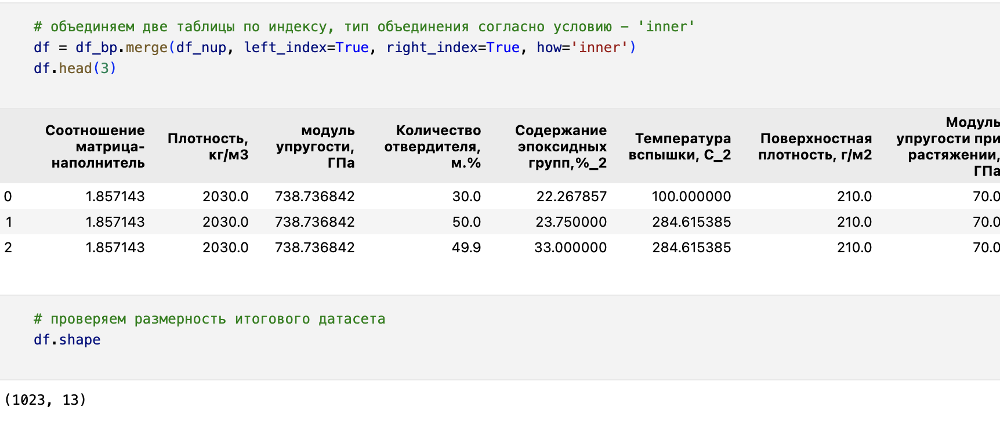 # объединяем две таблицы по индексу, тип объединения согласно условию – 'inner'
df = df_bp.merge(df_nup, left_index=True, right_index=True, how='inner')
df.head(3)
Соотношение матрица-наполнитель Плотность, кг/м3 модуль упругости, ГПа Количество отвердителя, м.% Содержание эпоксидных групп,%_2 Температура вспышки, С_2 Поверхностная плотность, г/м2 Модуль упругости при растяжении, ГПа
0 1.857143 2030.0 738.736842 30.0 22.267857 100.000000 210.0 70.0
1 1.857143 2030.0 738.736842 50.0 23.750000 284.615385 210.0 70.0
2 1.857143 2030.0 738.736842 49.9 33.000000 284.615385 210.0 70.0
# проверяем размерность итогового датасета
df.shape
(1023, 13)